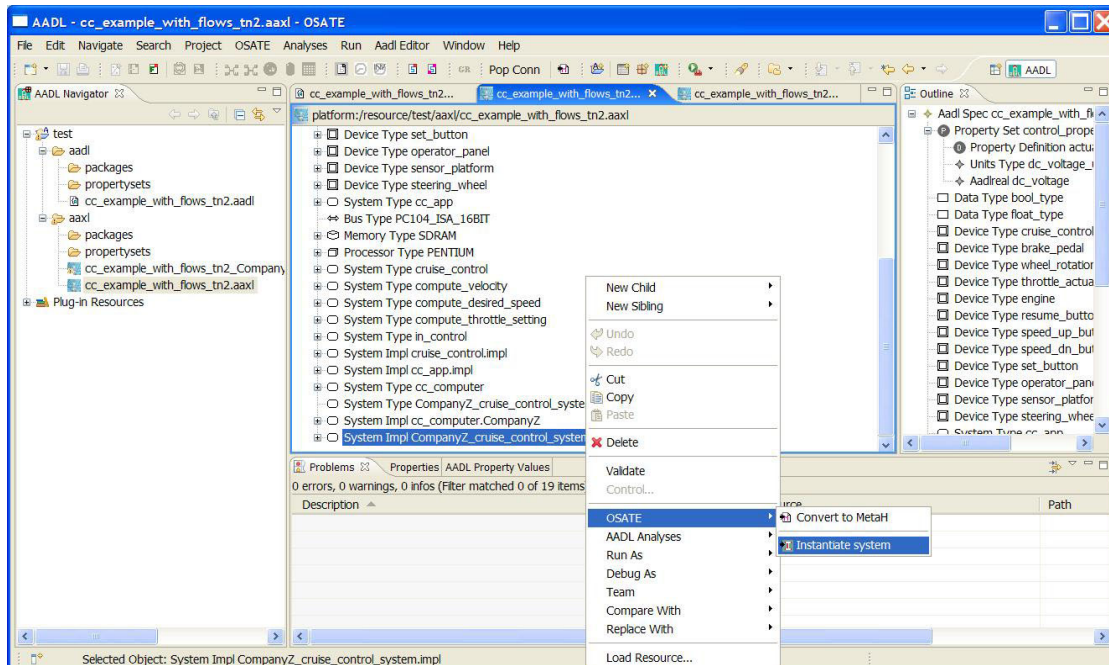 AADL - cc_example_with_flows_tn2.aaxl - OSATE
File Edit Navigate Search Project OSATE Analyses Run Aadl Editor Window Help
GR Pop Conn AADL
AADL Navigator
test
aadl
packages
propertysets
cc_example_with_flows_tn2.aadl
aaxl
packages
propertysets
cc_example_with_flows_tn2_Company
cc_example_with_flows_tn2.aaxl
Plug-in Resources
cc_example_with_flows_tn2... cc_example_with_flows_tn2... cc_example_with_flows_tn2...
platform:/resource/test/aaxl/cc_example_with_flows_tn2.aaxl
Device Type set_button
Device Type operator_panel
Device Type sensor_platform
Device Type steering_wheel
System Type cc_app
Bus Type PC104_ISA_16BIT
Memory Type SDRAM
Processor Type PENTIUM
System Type cruise_control
System Type compute_velocity
System Type compute_desired_speed
System Type compute_throttle_setting
System Type in_control
System Impl cruise_control.impl
System Impl cc_app.impl
System Type cc_computer
System Type CompanyZ_cruise_control_syste
System Impl cc_computer.CompanyZ
System Impl CompanyZ_cruise_control_system
New Child
New Sibling
Undo
Redo
Cut
Copy
Paste
Delete
Validate
Control...
OSATE
AADL Analyses
Run As
Debug As
Team
Compare With
Replace With
Load Resource...
Convert to MetaH
Instantiate system
Outline
Aadl Spec cc_example_with_fl
Property Set control_prope
Property Definition actua
Units Type dc_voltage_u
Aadlreal dc_voltage
Data Type bool_type
Data Type float_type
Device Type cruise_control
Device Type brake_pedal
Device Type wheel_rotation
Device Type throttle_actua
Device Type engine
Device Type resume_butto
Device Type speed_up_but
Device Type speed_dn_but
Device Type set_button
Device Type operator_pane
Device Type sensor_platfor
Device Type steering_whee
System Type cc_app
Problems Properties AADL Property Values
0 errors, 0 warnings, 0 infos (Filter matched 0 of 19 items
Description Path
Selected Object: System Impl CompanyZ_cruise_control_system.impl